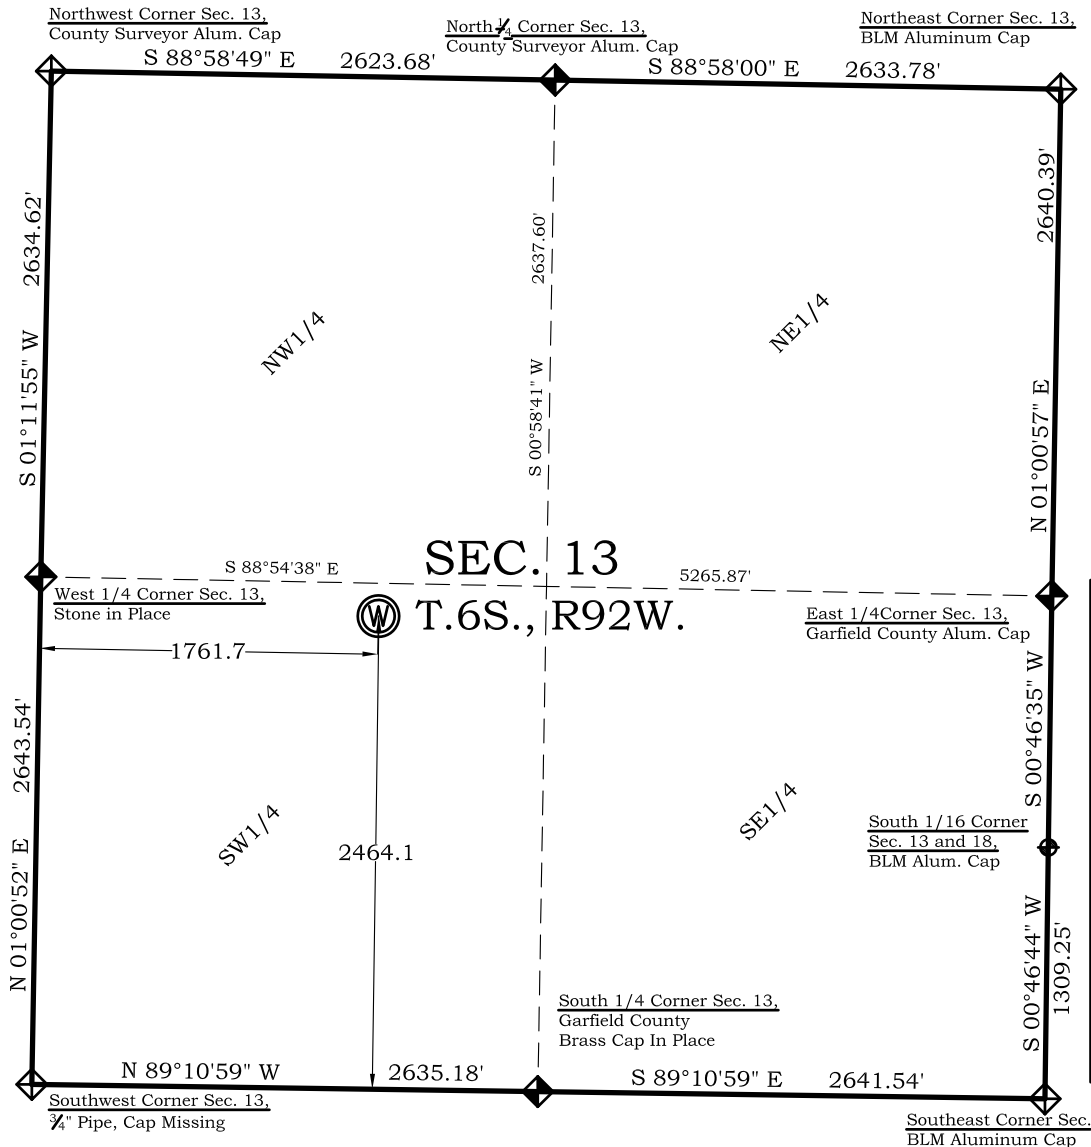 Northwest Corner Sec. 13,
County Surveyor Alum. Cap
North 1/4 Corner Sec. 13,
County Surveyor Alum. Cap
Northeast Corner Sec. 13,
BLM Aluminum Cap
S 88°58'49" E 2623.68'
S 88°58'00" E 2633.78'
2634.62'
S 01°11'55" W
2637.60'
S 00°58'41" W
2640.39'
N 01°00'57" E
NW1/4
NE1/4
SEC. 13
S 88°54'38" E
5265.87'
West 1/4 Corner Sec. 13,
Stone in Place
W
T.6S., R92W.
East 1/4Corner Sec. 13,
Garfield County Alum. Cap
1761.7
2643.54'
N 01°00'52" E
S 00°46'35" W
SW1/4
SE1/4
2464.1
South 1/16 Corner
Sec. 13 and 18,
BLM Alum. Cap
S 00°46'44" W
1309.25'
South 1/4 Corner Sec. 13,
Garfield County
Brass Cap In Place
N 89°10'59" W 2635.18'
S 89°10'59" E 2641.54'
Southwest Corner Sec. 13,
3/4" Pipe, Cap Missing
Southeast Corner Sec.
BLM Aluminum Cap